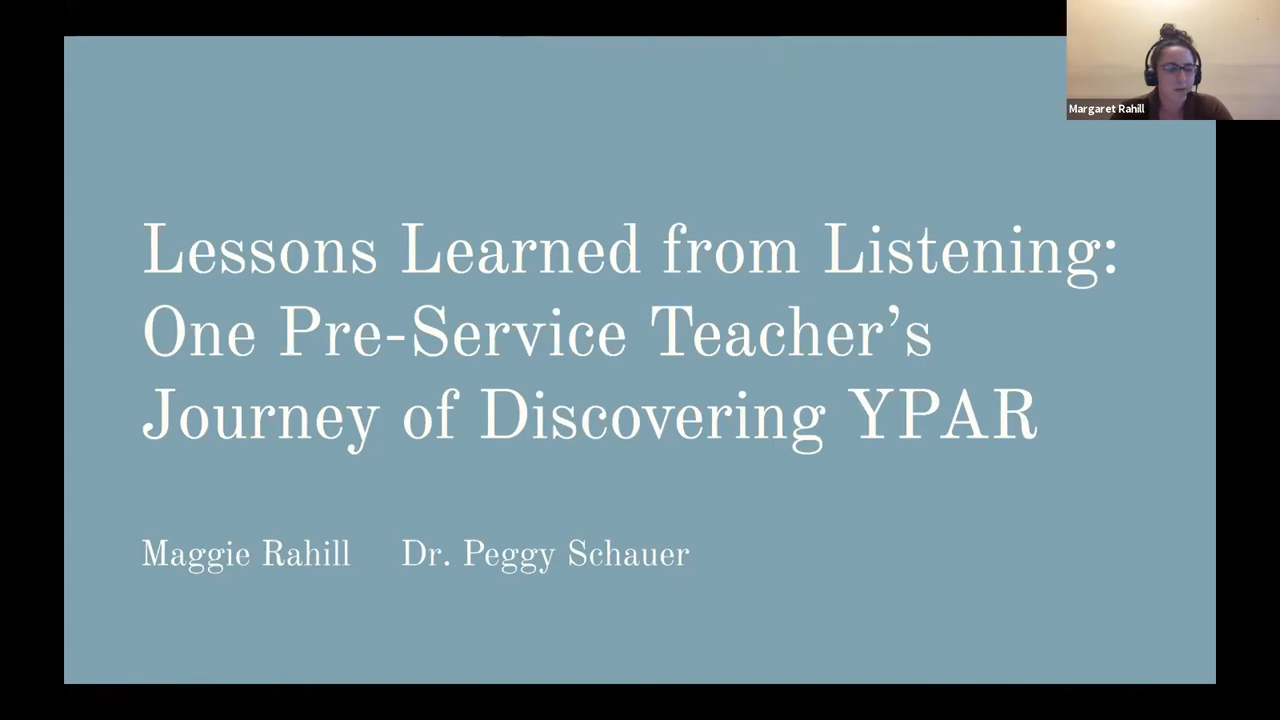 Margaret Rahill
Lessons Learned from Listening:
One Pre-Service Teacher’s
Journey of Discovering YPAR
Maggie Rahill Dr. Peggy Schauer